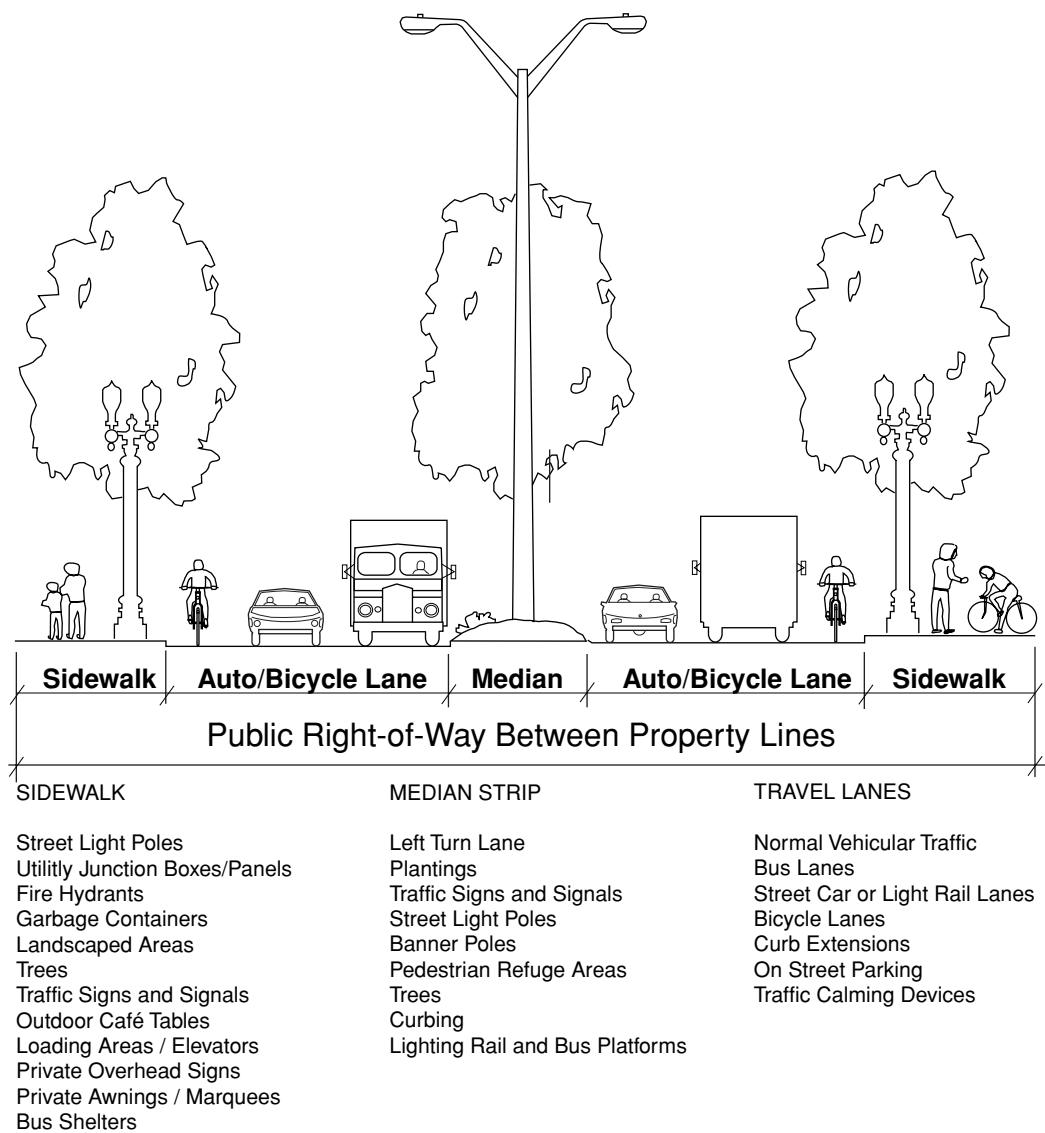 Sidewalk Auto/Bicycle Lane Median Auto/Bicycle Lane Sidewalk
Public Right-of-Way Between Property Lines
SIDEWALK
Street Light Poles
Utilitly Junction Boxes/Panels
Fire Hydrants
Garbage Containers
Landscaped Areas
Trees
Traffic Signs and Signals
Outdoor Café Tables
Loading Areas / Elevators
Private Overhead Signs
Private Awnings / Marquees
Bus Shelters
MEDIAN STRIP
Left Turn Lane
Plantings
Traffic Signs and Signals
Street Light Poles
Banner Poles
Pedestrian Refuge Areas
Trees
Curbing
Lighting Rail and Bus Platforms
TRAVEL LANES
Normal Vehicular Traffic
Bus Lanes
Street Car or Light Rail Lanes
Bicycle Lanes
Curb Extensions
On Street Parking
Traffic Calming Devices